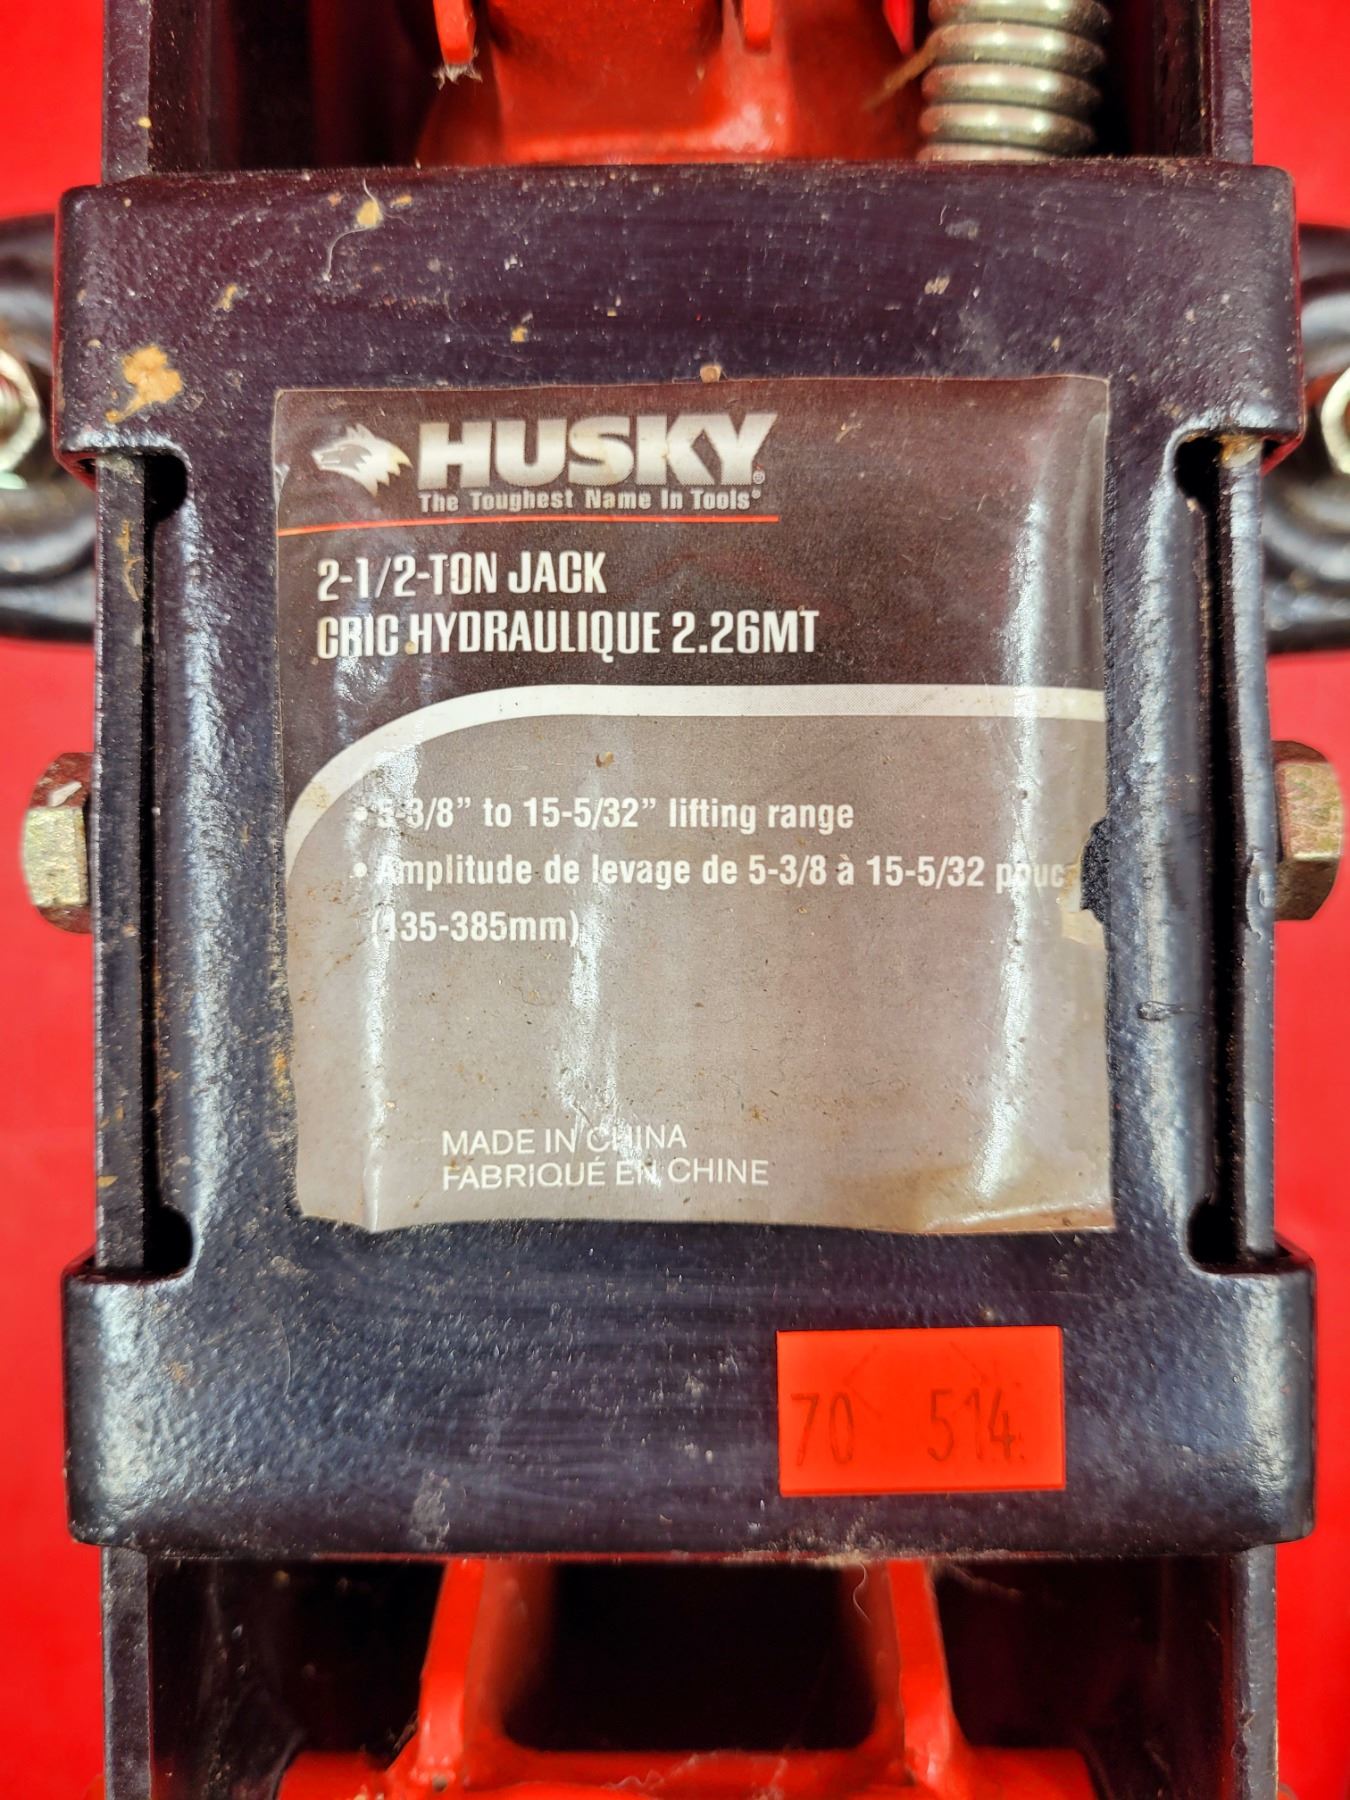 HUSKY®
The Toughest Name In Tools®
2-1/2-TON JACK
CRIC HYDRAULIQUE 2.26MT
• 5-3/8” to 15-5/32” lifting range
• Amplitude de levage de 5-3/8 à 15-5/32 pouc
(135-385mm)
MADE IN CHINA
FABRIQUÉ EN CHINE
70 514